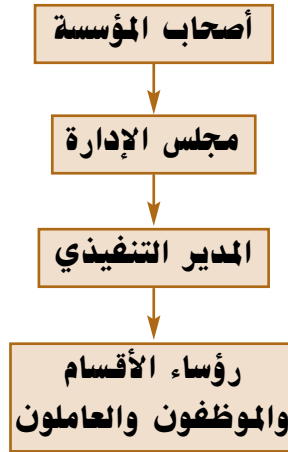 أصحاب المؤسسة
مجلس الإدارة
المدير التنفيذي
رؤساء الأقسام
والموظفون والعاملون